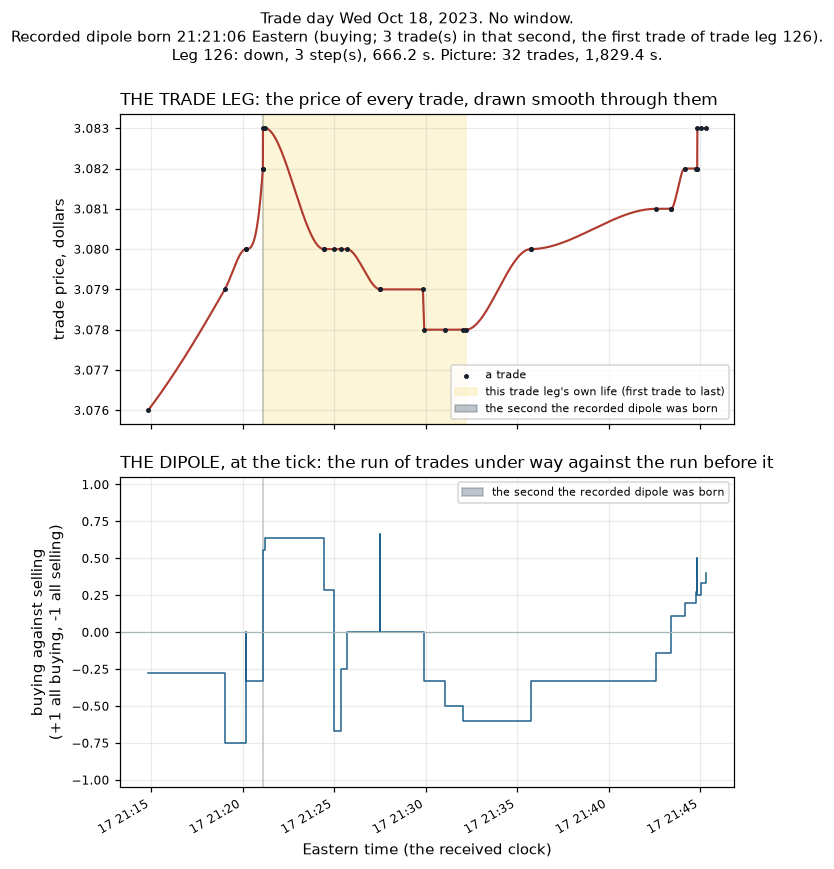 Trade day Wed Oct 18, 2023. No window.
Recorded dipole born 21:21:06 Eastern (buying; 3 trade(s) in that second, the first trade of trade leg 126).
Leg 126: down, 3 step(s), 666.2 s. Picture: 32 trades, 1,829.4 s.
THE TRADE LEG: the price of every trade, drawn smooth through them
trade price, dollars
3.083
3.082
3.081
3.080
3.079
3.078
3.077
3.076
a trade
this trade leg's own life (first trade to last)
the second the recorded dipole was born
THE DIPOLE, at the tick: the run of trades under way against the run before it
buying against selling
(+1 all buying, -1 all selling)
1.00
0.75
0.50
0.25
0.00
−0.25
−0.50
−0.75
−1.00
the second the recorded dipole was born
17 21:15
17 21:20
17 21:25
17 21:30
17 21:35
17 21:40
17 21:45
Eastern time (the received clock)